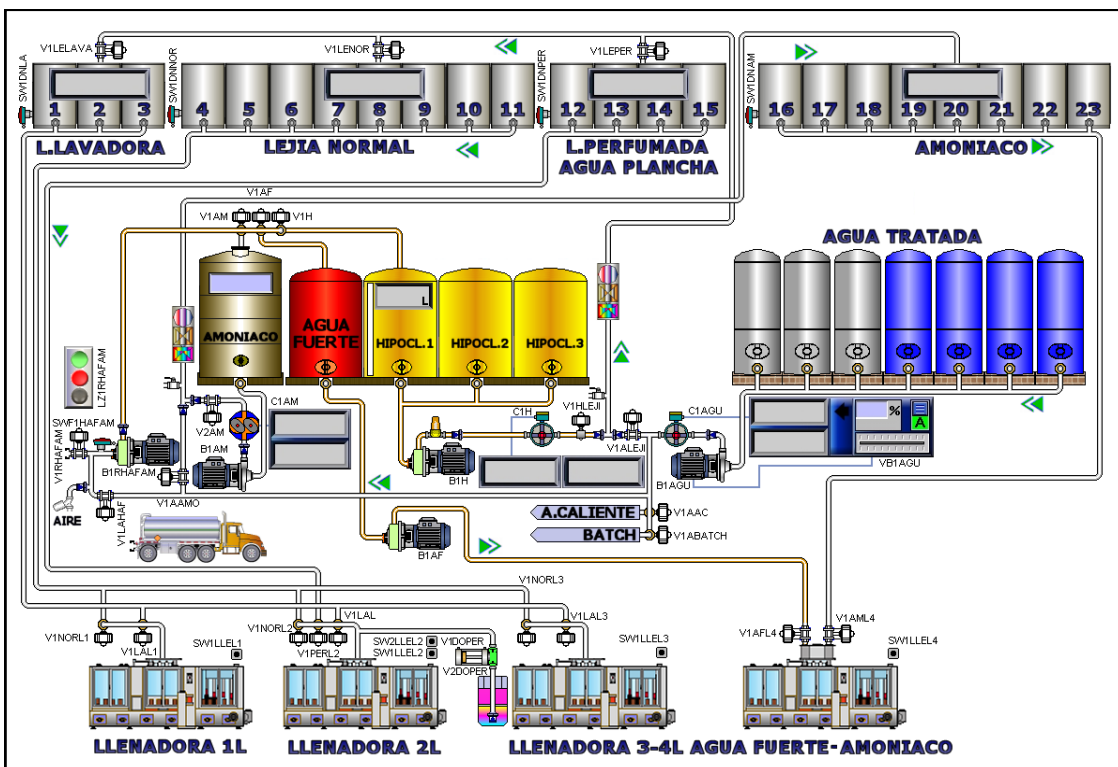 V1LELAVA
V1LENOR
V1LEPER
SW1DNLA
SW1DNNOR
SW1DNPER
SW1DNAM
1 2 3
4 5 6 7 8 9 10 11
12 13 14 15
16 17 18 19 20 21 22 23
L.LAVADORA
LEJIA NORMAL
L.PERFUMADA
AGUA PLANCHA
AMONIACO
V1AF
V1AM
V1H
AGUA TRATADA
AMONIACO
AGUA
FUERTE
L
HIPOCL.1
HIPOCL.2
HIPOCL.3
LZ1RHAFAM
SWF1HAFAM
V1RHAFAM
V2AM
C1AM
C1H
V1HLEJI
C1AGU
%
A
B1RHAFAM
B1AM
V1ALEJI
B1H
B1AGU
VB1AGU
V1AAMO
AIRE
V1LAHAF
A.CALIENTE
V1AAC
BATCH
V1ABATCH
B1AF
V1NORL3
V1NORL1
V1LAL1
SW1LLEL1
V1NORL2
V1LAL
V1PERL2
SW2LLEL2
SW1LLEL2
V1DOPER
V2DOPER
V1LAL3
SW1LLEL3
V1AFL4
V1AML4
SW1LLEL4
LLENADORA 1L
LLENADORA 2L
LLENADORA 3-4L
AGUA FUERTE-AMONIACO